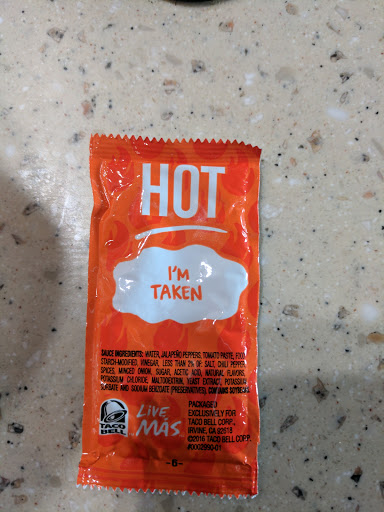 HOT
I'M
TAKEN
SAUCE INGREDIENTS: WATER, JALAPEÑO PEPPERS, TOMATO PASTE, FOOD
STARCH-MODIFIED, VINEGAR, LESS THAN 2% OF: SALT, CHILI PEPPER,
SPICES, MINCED ONION, SUGAR, ACETIC ACID, NATURAL FLAVORS,
POTASSIUM CHLORIDE, MALTODEXTRIN, YEAST EXTRACT, POTASSIUM
SORBATE AND SODIUM BENZOATE (PRESERVATIVES). CONTAINS
TACO
BELL
LIVE
MÁS
PACKAGED
EXCLUSIVELY FOR
TACO BELL CORP.,
IRVINE, CA 92618
©2016 TACO BELL CORP.
#0002990-01
-B-